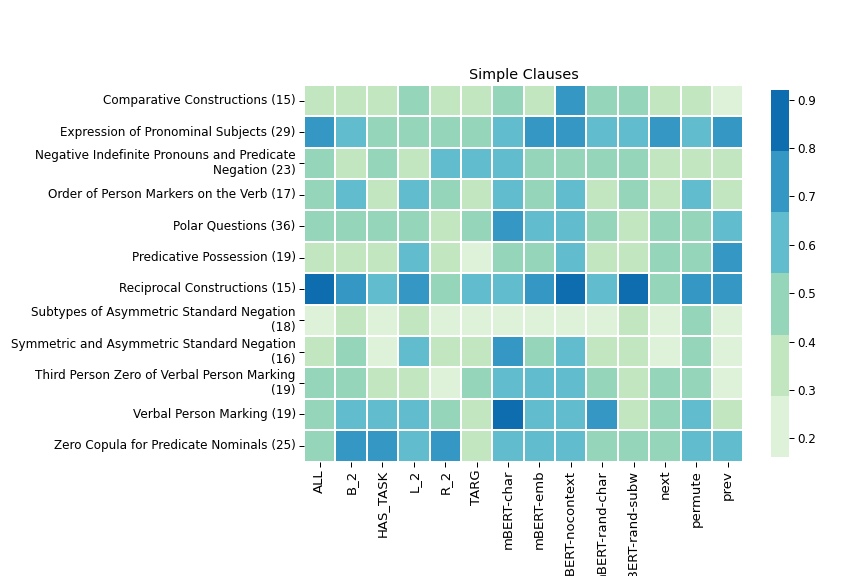 Simple Clauses
Comparative Constructions (15)
Expression of Pronominal Subjects (29)
Negative Indefinite Pronouns and Predicate
Negation (23)
Order of Person Markers on the Verb (17)
Polar Questions (36)
Predicative Possession (19)
Reciprocal Constructions (15)
Subtypes of Asymmetric Standard Negation
(18)
Symmetric and Asymmetric Standard Negation
(16)
Third Person Zero of Verbal Person Marking
(19)
Verbal Person Marking (19)
Zero Copula for Predicate Nominals (25)
ALL
B_2
HAS_TASK
L_2
R_2
TARG
mBERT-char
mBERT-emb
BERT-nocontext
BERT-rand-char
BERT-rand-subw
next
permute
prev
0.9
0.8
0.7
0.6
0.5
0.4
0.3
0.2